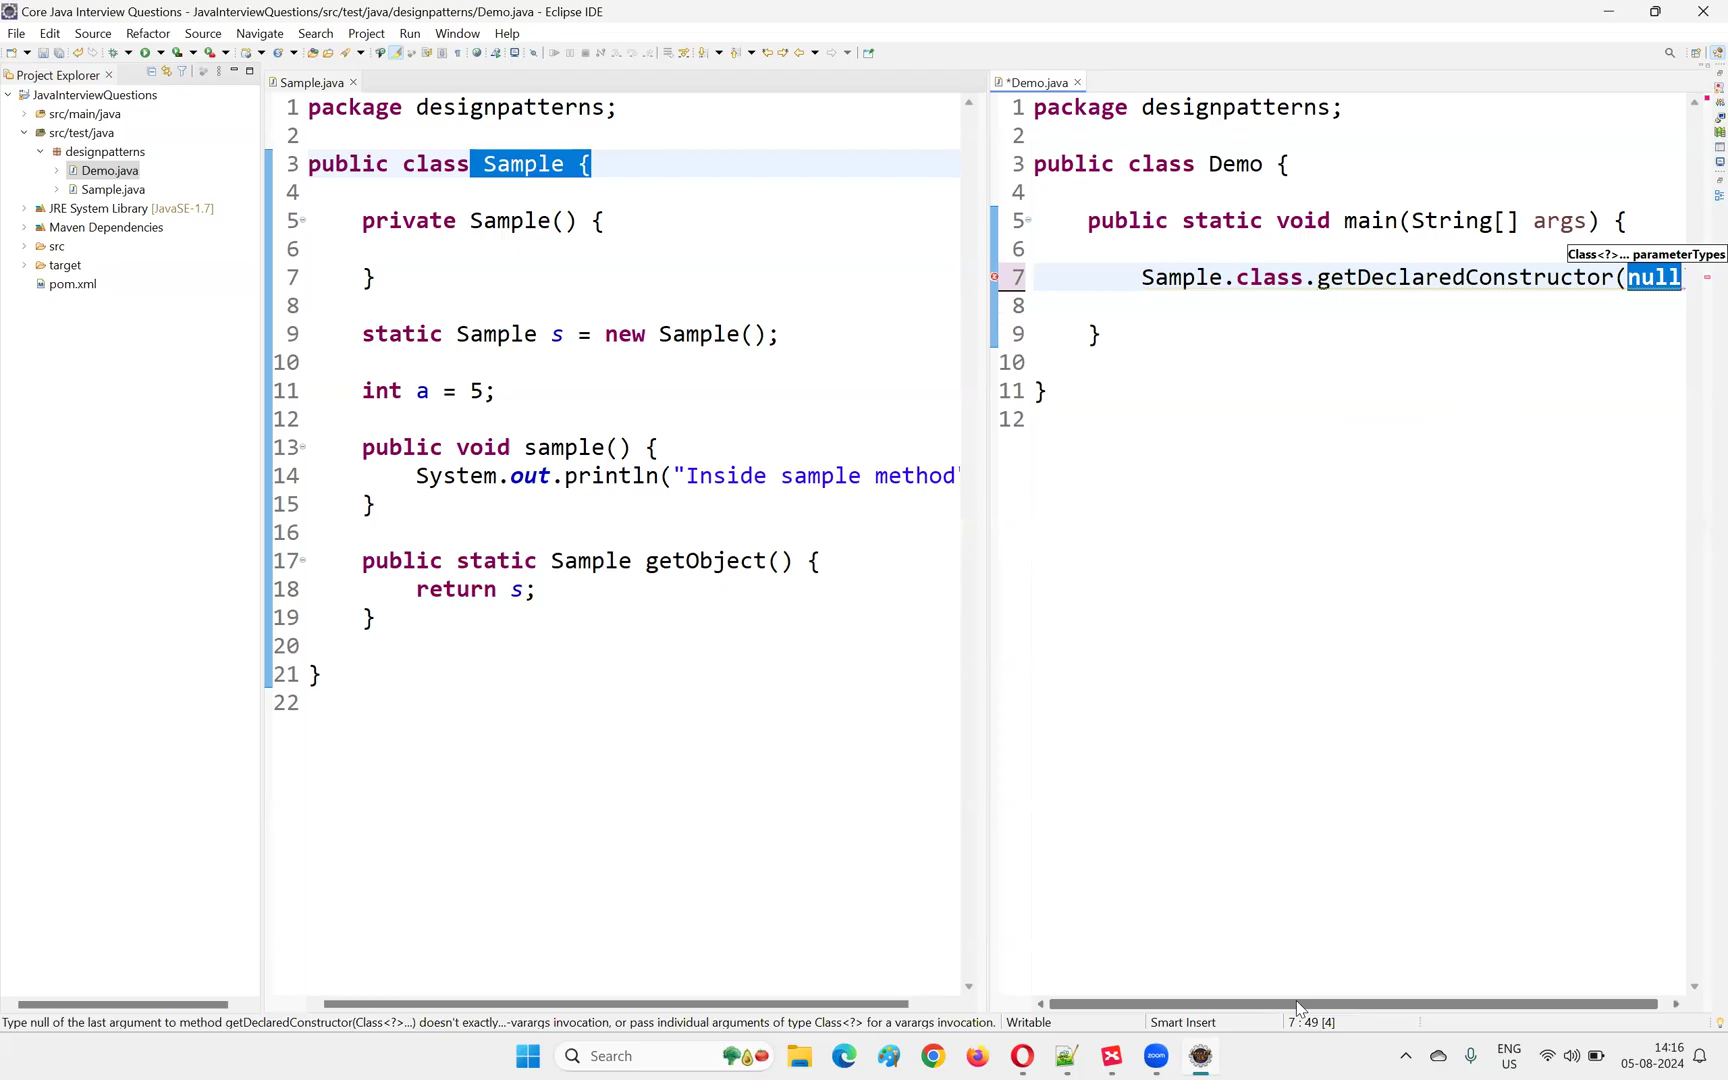 Core Java Interview Questions - JavaInterviewQuestions/src/test/java/designpatterns/Demo.java - Eclipse IDE
File Edit Source Refactor Source Navigate Search Project Run Window Help
Project Explorer
JavaInterviewQuestions
src/main/java
src/test/java
designpatterns
Demo.java
Sample.java
JRE System Library [JavaSE-1.7]
Maven Dependencies
src
target
pom.xml
Sample.java
1 package designpatterns;
2
3 public class Sample {
4
5 private Sample() {
6
7 }
8
9 static Sample s = new Sample();
10
11 int a = 5;
12
13 public void sample() {
14 System.out.println("Inside sample method"
15 }
16
17 public static Sample getObject() {
18 return s;
19 }
20
21 }
22
*Demo.java
1 package designpatterns;
2
3 public class Demo {
4
5 public static void main(String[] args) {
6
Class<?>... parameterTypes
7 Sample.class.getDeclaredConstructor(null
8
9 }
10
11 }
12
Type null of the last argument to method getDeclaredConstructor(Class<?>...) doesn't exactly...-varargs invocation, or pass individual arguments of type Class<?> for a varargs invocation. Writable Smart Insert 7 : 49 [4]
Search
zoom
ENG
US
14:16
05-08-2024